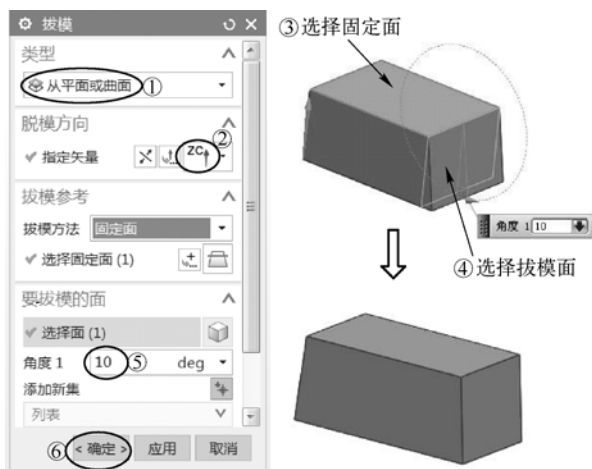 拔模
类型
从平面或曲面 ①
脱模方向
②
指定矢量 ZC
拔模参考
拔模方法 固定面
选择固定面 (1)
要拔模的面
选择面 (1)
角度 1 10 ⑤ deg
添加新集
列表
⑥ < 确定 > 应用 取消
③选择固定面
角度 1 10
④选择拔模面